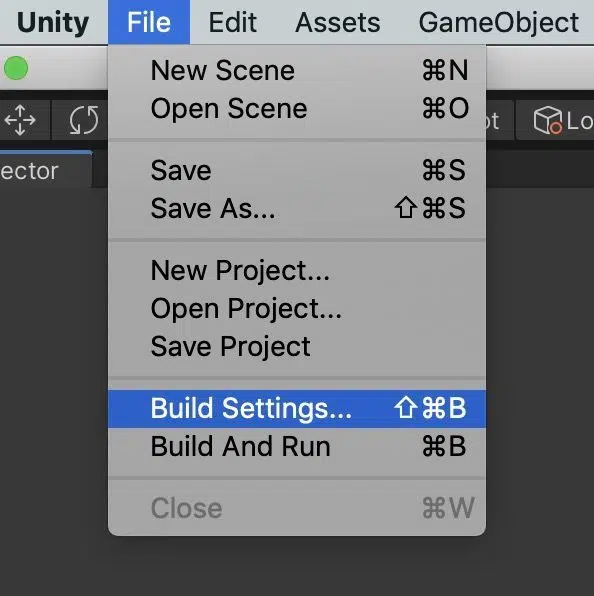 Unity File Edit Assets GameObject
New Scene ⌘N
Open Scene ⌘O
ot Lo
ector
Save ⌘S
Save As... ⇧⌘S
New Project...
Open Project...
Save Project
Build Settings... ⇧⌘B
Build And Run ⌘B
Close ⌘W